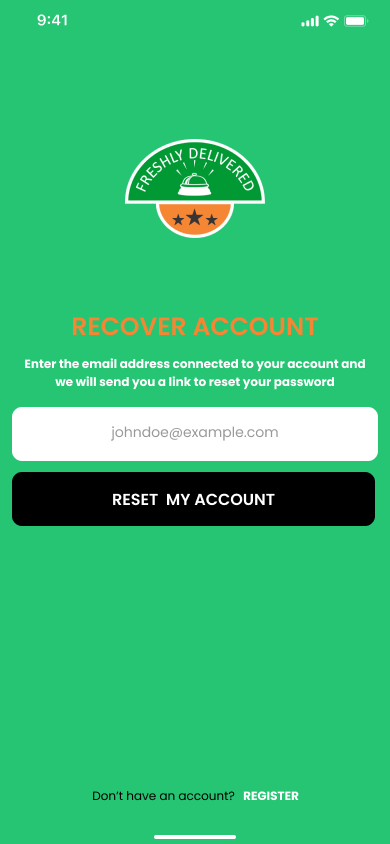 9:41
FRESHLY DELIVERED
RECOVER ACCOUNT
Enter the email address connected to your account and
we will send you a link to reset your password
johndoe@example.com
RESET MY ACCOUNT
Don't have an account? REGISTER